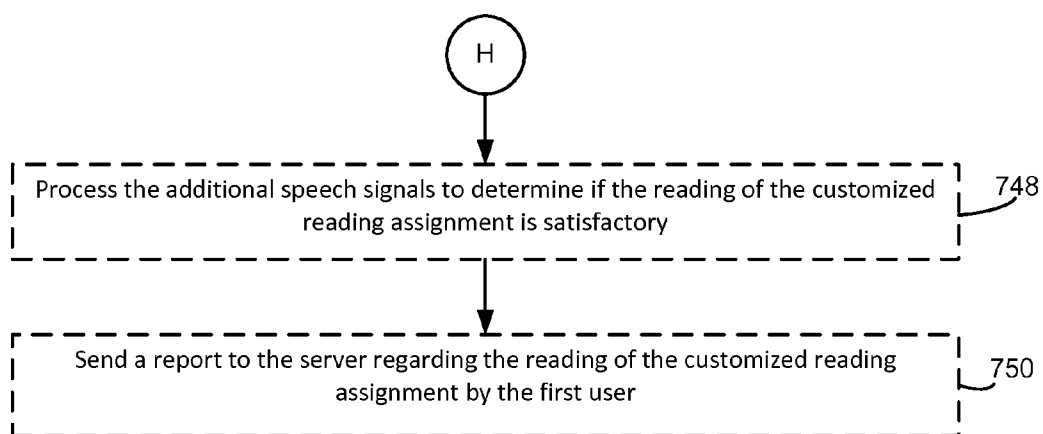 H
Process the additional speech signals to determine if the reading of the customized
reading assignment is satisfactory
748
Send a report to the server regarding the reading of the customized reading
assignment by the first user
750